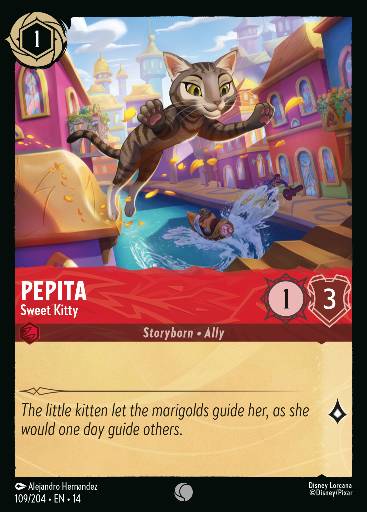 1
PEPITA
Sweet Kitty
1
3
Storyborn • Ally
The little kitten let the marigolds guide her, as she
would one day guide others.
Alejandro Hernandez
109/204 • EN • 14
Disney Lorcana
©Disney/Pixar